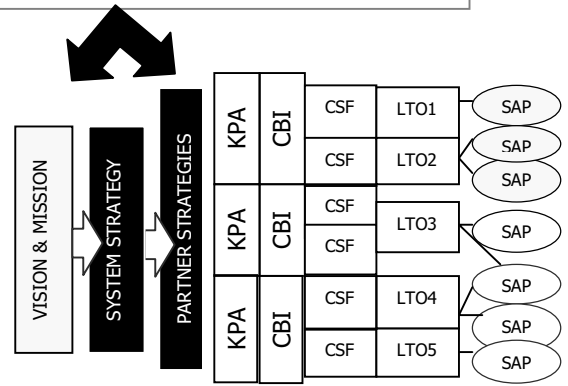 VISION & MISSION
SYSTEM STRATEGY
PARTNER STRATEGIES
KPA
CBI
CSF
LTO1
SAP
CSF
LTO2
SAP
SAP
KPA
CBI
CSF
CSF
LTO3
SAP
KPA
CBI
CSF
LTO4
SAP
SAP
CSF
LTO5
SAP